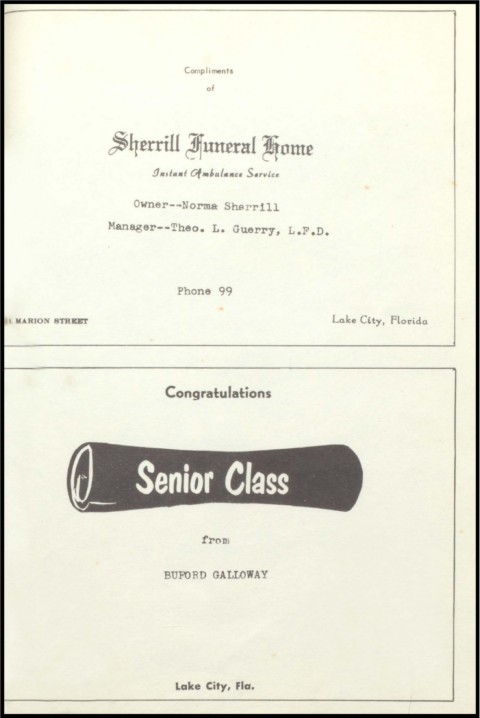 Compliments
of
Sherrill Funeral Home
Instant Ambulance Service
Owner--Norma Sherrill
Manager--Theo. L. Guerry, L.F.D.
Phone 99
MARION STREET Lake City, Florida
Congratulations
Senior Class
from
BUFORD GALLOWAY
Lake City, Fla.